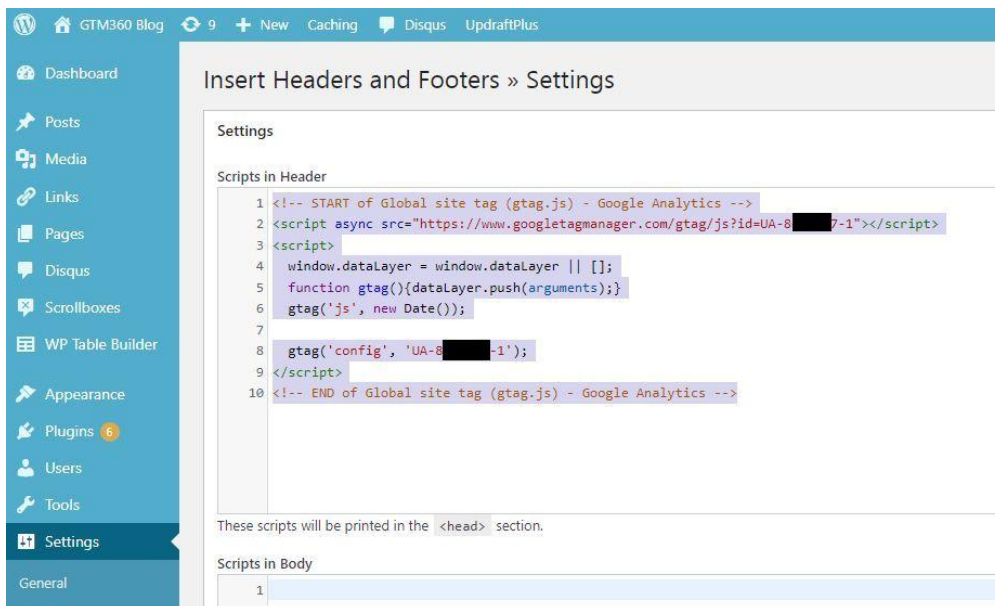 GTM360 Blog 9 + New Caching Disqus UpdraftPlus
Dashboard
Posts
Media
Links
Pages
Disqus
Scrollboxes
WP Table Builder
Appearance
Plugins 6
Users
Tools
Settings
General
Insert Headers and Footers » Settings
Settings
Scripts in Header
1 <!-- START of Global site tag (gtag.js) - Google Analytics -->
2 <script async src="https://www.googletagmanager.com/gtag/js?id=UA-8 7-1"></script>
3 <script>
4 window.dataLayer = window.dataLayer || [];
5 function gtag(){dataLayer.push(arguments);}
6 gtag('js', new Date());
7
8 gtag('config', 'UA-8 -1');
9 </script>
10 <!-- END of Global site tag (gtag.js) - Google Analytics -->
These scripts will be printed in the <head> section.
Scripts in Body
1